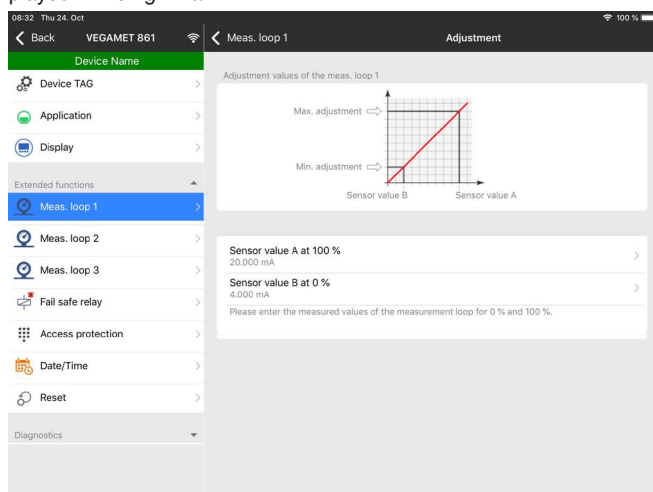 08:32 Thu 24. Oct
100 %
Back
VEGAMET 861
Device Name
Device TAG
Application
Display
Extended functions
Meas. loop 1
Meas. loop 2
Meas. loop 3
Fail safe relay
Access protection
Date/Time
Reset
Diagnostics
Meas. loop 1
Adjustment
Adjustment values of the meas. loop 1
Max. adjustment
Min. adjustment
Sensor value B
Sensor value A
Sensor value A at 100 %
20.000 mA
Sensor value B at 0 %
4.000 mA
Please enter the measured values of the measurement loop for 0 % and 100 %.